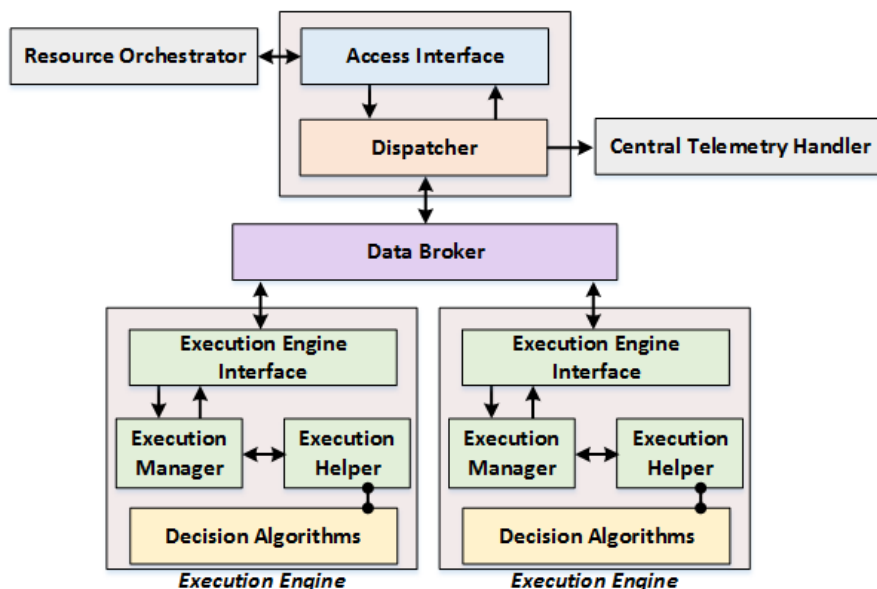 Resource Orchestrator
Access Interface
Dispatcher
Central Telemetry Handler
Data Broker
Execution Engine
Interface
Execution
Manager
Execution
Helper
Decision Algorithms
Execution Engine
Execution Engine
Interface
Execution
Manager
Execution
Helper
Decision Algorithms
Execution Engine